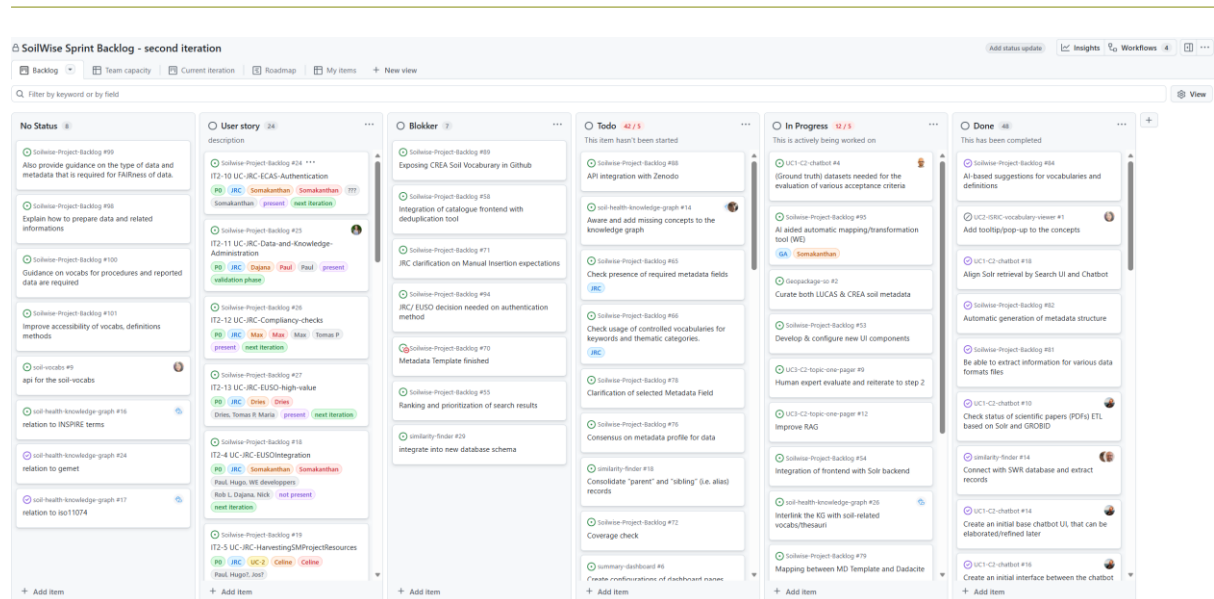 SoilWise Sprint Backlog - second iteration
Add status update
Insights
Workflows 4
Backlog
Team capacity
Current iteration
Roadmap
My items
+ New view
Filter by keyword or by field
View
No Status 8
Soilwise-Project-Backlog #99
Also provide guidance on the type of data and
metadata that is required for FAIRness of data.
Soilwise-Project-Backlog #98
Explain how to prepare data and related
informations
Soilwise-Project-Backlog #100
Guidance on vocabs for procedures and reported
data are required
Soilwise-Project-Backlog #101
Improve accessibility of vocabs, definitions
methods
soil-vocabs #9
api for the soil-vocabs
soil-health-knowledge-graph #16
relation to INSPIRE terms
soil-health-knowledge-graph #24
relation to gemet
soil-health-knowledge-graph #17
relation to iso11074
+ Add item
User story 24
description
Soilwise-Project-Backlog #24
IT2-10 UC-JRC-ECAS-Authentication
P0 JRC Somakanthan Somakanthan ???
Somakanthan present next iteration
Soilwise-Project-Backlog #25
IT2-11 UC-JRC-Data-and-Knowledge-
Administration
P0 JRC Dajana Paul Paul present
validation phase
Soilwise-Project-Backlog #26
IT2-12 UC-JRC-Compliancy-checks
P0 JRC Max Max Max Tomas P
present next iteration
Soilwise-Project-Backlog #27
IT2-13 UC-JRC-EUSO-high-value
P0 JRC Dries Dries
Dries, Tomas R Maria present next iteration
Soilwise-Project-Backlog #18
IT2-4 UC-JRC-EUSOIntegration
P0 JRC Somakanthan Somakanthan
Paul, Hugo, WE developpers
Rob L, Dajana, Nick not present
next iteration
Soilwise-Project-Backlog #19
IT2-5 UC-JRC-HarvestingSMProjectResources
P0 JRC UC-2 Celine Celine
Paul, Hugo?, Jos?
+ Add item
Blokker 7
Soilwise-Project-Backlog #89
Exposing CREA Soil Vocaburary in Github
Soilwise-Project-Backlog #58
Integration of catalogue frontend with
deduplication tool
Soilwise-Project-Backlog #71
JRC clarification on Manual Insertion expectations
Soilwise-Project-Backlog #94
JRC/ EUSO decision needed on authentication
method
Soilwise-Project-Backlog #70
Metadata Template finished
Soilwise-Project-Backlog #55
Ranking and prioritization of search results
similarity-finder #29
integrate into new database schema
+ Add item
Todo 42 / 5
This item hasn't been started
Soilwise-Project-Backlog #88
API integration with Zenodo
soil-health-knowledge-graph #14
Aware and add missing concepts to the
knowledge graph
Soilwise-Project-Backlog #65
Check presence of required metadata fields
JRC
Soilwise-Project-Backlog #66
Check usage of controlled vocabularies for
keywords and thematic categories.
JRC
Soilwise-Project-Backlog #78
Clarification of selected Metadata Field
Soilwise-Project-Backlog #76
Consensus on metadata profile for data
similarity-finder #18
Consolidate "parent" and "sibling" (i.e. alias)
records
Soilwise-Project-Backlog #72
Coverage check
summary-dashboard #6
Create configurations of dashboard pages
+ Add item
In Progress 12 / 5
This is actively being worked on
UC1-C2-chatbot #4
(Ground truth) datasets needed for the
evaluation of various acceptance criteria
Soilwise-Project-Backlog #95
AI aided automatic mapping/transformation
tool (WE)
GA Somakanthan
Geopackage-so #2
Curate both LUCAS & CREA soil metadata
Soilwise-Project-Backlog #53
Develop & configure new UI components
UC3-C2-topic-one-pager #9
Human expert evaluate and reiterate to step 2
UC3-C2-topic-one-pager #12
Improve RAG
Soilwise-Project-Backlog #54
Integration of frontend with Solr backend
soil-health-knowledge-graph #26
Interlink the KG with soil-related
vocabs/thesauri
Soilwise-Project-Backlog #79
Mapping between MD Template and Dadacite
+ Add item
Done 48
This has been completed
Soilwise-Project-Backlog #84
AI-based suggestions for vocabularies and
definitions
UC2-ISRIC-vocabulary-viewer #1
Add tooltip/pop-up to the concepts
UC1-C2-chatbot #18
Align Solr retrieval by Search UI and Chatbot
Soilwise-Project-Backlog #82
Automatic generation of metadata structure
Soilwise-Project-Backlog #81
Be able to extract information for various data
formats files
UC1-C2-chatbot #10
Check status of scientific papers (PDFs) ETL
based on Solr and GROBID
similarity-finder #14
Connect with SWR database and extract
records
UC1-C2-chatbot #14
Create an initial base chatbot UI, that can be
elaborated/refined later
UC1-C2-chatbot #16
Create an initial interface between the chatbot
+ Add item